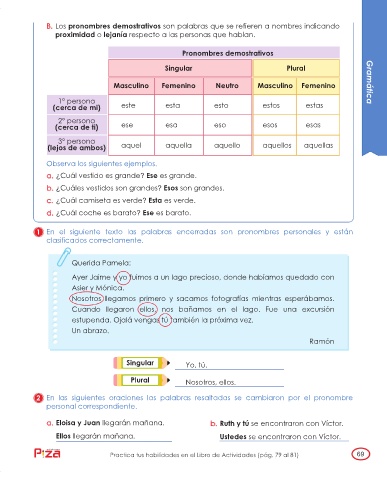 B. Los pronombres demostrativos son palabras que se refieren a nombres indicando
proximidad o lejanía respecto a las personas que hablan.
Pronombres demostrativos
Singular Plural
Masculino Femenino Neutro Masculino Femenino
1º persona
(cerca de mí) este esta esto estos estas
2º persona
(cerca de ti) ese esa eso esos esas
3º persona
(lejos de ambos) aquel aquella aquello aquellos aquellas
Gramática
Observa los siguientes ejemplos.
a. ¿Cuál vestido es grande? Ese es grande.
b. ¿Cuáles vestidos son grandes? Esos son grandes.
c. ¿Cuál camiseta es verde? Esta es verde.
d. ¿Cuál coche es barato? Ese es barato.
1 En el siguiente texto las palabras encerradas son pronombres personales y están
clasificados correctamente.
Querida Pamela:
Ayer Jaime y yo fuimos a un lago precioso, donde habíamos quedado con
Asier y Mónica.
Nosotros llegamos primero y sacamos fotografías mientras esperábamos.
Cuando llegaron ellos, nos bañamos en el lago. Fue una excursión
estupenda. Ojalá vengas tú también la próxima vez.
Un abrazo,
Ramón
Singular Yo, tú.
Plural Nosotros, ellos.
2 En las siguientes oraciones las palabras resaltadas se cambiaron por el pronombre
personal correspondiente.
a. Eloísa y Juan llegarán mañana.
Ellos llegarán mañana.
b. Ruth y tú se encontraron con Víctor.
Ustedes se encontraron con Víctor.
Piza
Practica tus habilidades en el Libro de Actividades (pág. 79 al 81)
69